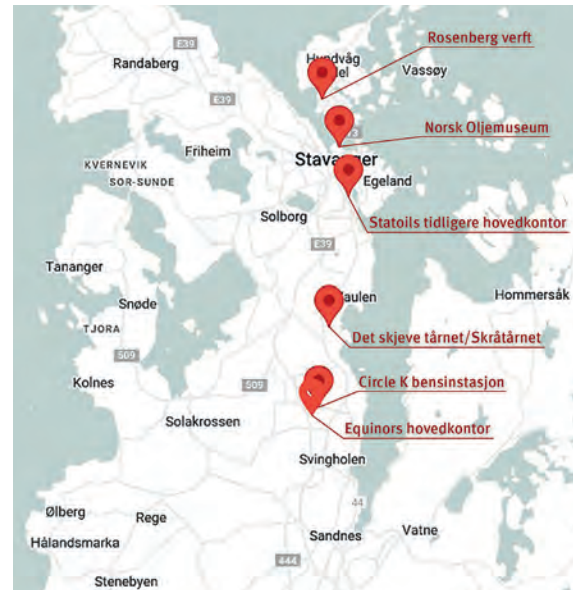 Rosenberg verft
E39
Hundvåg
Randaberg
Vassøy
E39
Norsk Oljemuseum
Friheim
Stavanger
KVERNEVIK
SOR-SUNDE
Egeland
Solborg
Statoils tidligere hovedkontor
E39
Tananger
Hommersåk
Snøde
TJORA
Det skjeve tårnet/Skråtårnet
509
Kolnes
509
Circle K bensinstasjon
Solakrossen
Equinors hovedkontor
Svingholen
44
Ølberg
Rege
Hålandsmarka
Sandnes
Vatne
444
Stenebyen